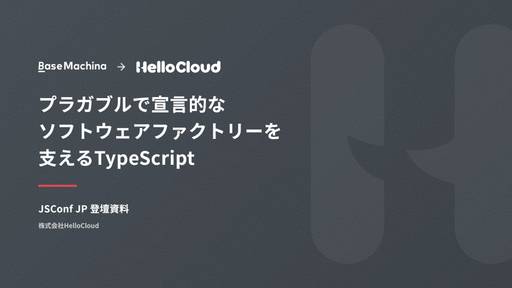 BaseMachina → HelloCloud
プラガブルで宣言的な
ソフトウェアファクトリーを
支えるTypeScript
JSConf JP 登壇資料
株式会社HelloCloud